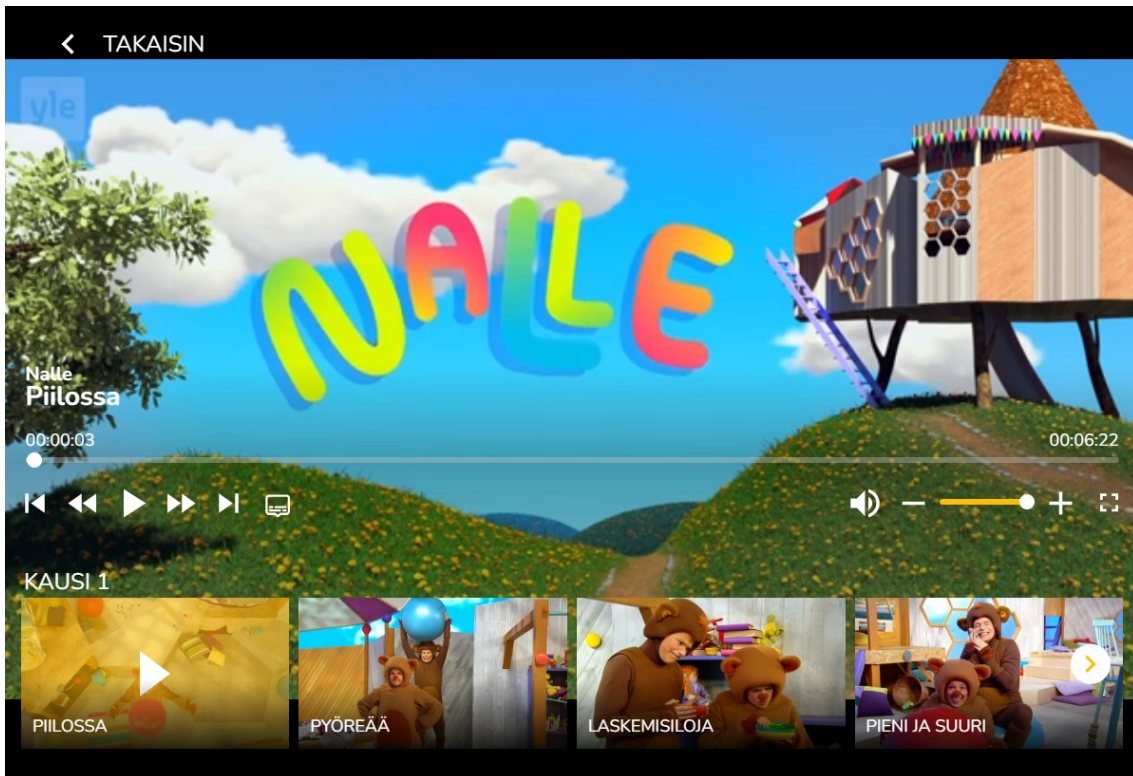 TAKAISIN
yle
NALLE
Nalle
Piilossa
00:00:03
00:06:22
KAUSI 1
PIILOSSA
PYÖREÄÄ
LASKEMISILOJA
PIENI JA SUURI